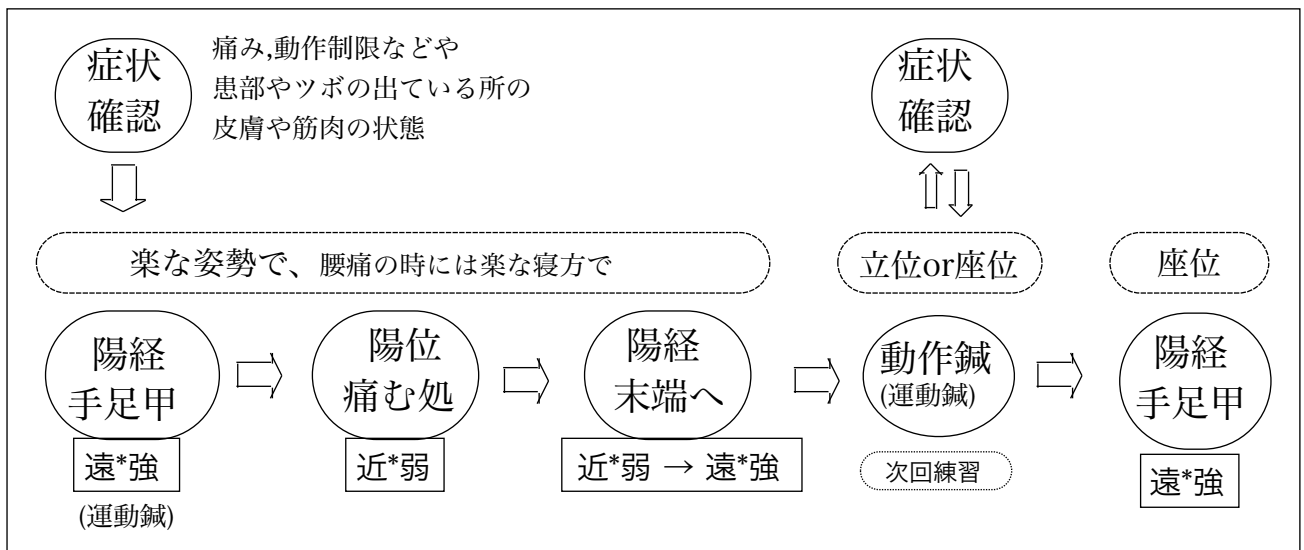 症状
確認
痛み,動作制限などや
患部やツボの出ている所の
皮膚や筋肉の状態
症状
確認
楽な姿勢で、腰痛の時には楽な寝方で
立位or座位
座位
陽経
手足甲
遠*強
(運動鍼)
陽位
痛む処
近*弱
陽経
末端へ
近*弱 → 遠*強
動作鍼
(運動鍼)
次回練習
陽経
手足甲
遠*強